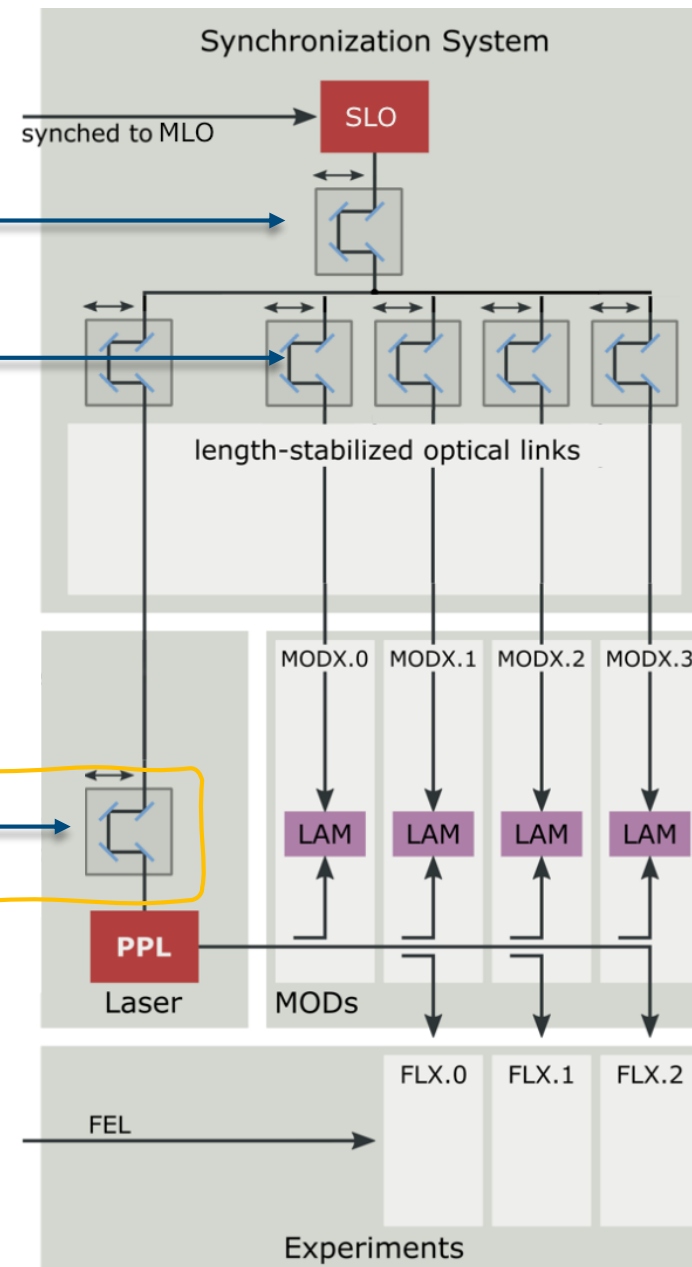 Synchronization System
SLO
synched to MLO
length-stabilized optical links
MODX.0 MODX.1 MODX.2 MODX.3
LAM LAM LAM LAM
PPL
Laser
MODs
FLX.0 FLX.1 FLX.2
FEL
Experiments